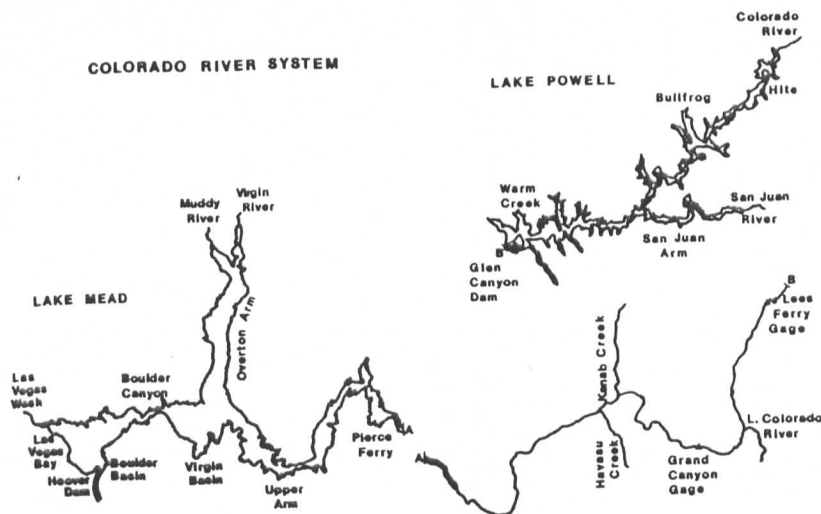 COLORADO RIVER SYSTEM
LAKE POWELL
Colorado
River
Hite
Bullfrog
Warm
Creek
San Juan
River
San Juan
Arm
B
Glen
Canyon
Dam
Muddy
River
Virgin
River
LAKE MEAD
Overton Arm
Las
Vegas
Wash
Boulder
Canyon
Las
Vegas
Bay
Hoover
Dam
Boulder
Basin
Virgin
Basin
Upper
Arm
Pierce
Ferry
A
A
Kanab Creek
Havasu
Creek
Grand
Canyon
Gage
B
Lees
Ferry
Gage
L. Colorado
River